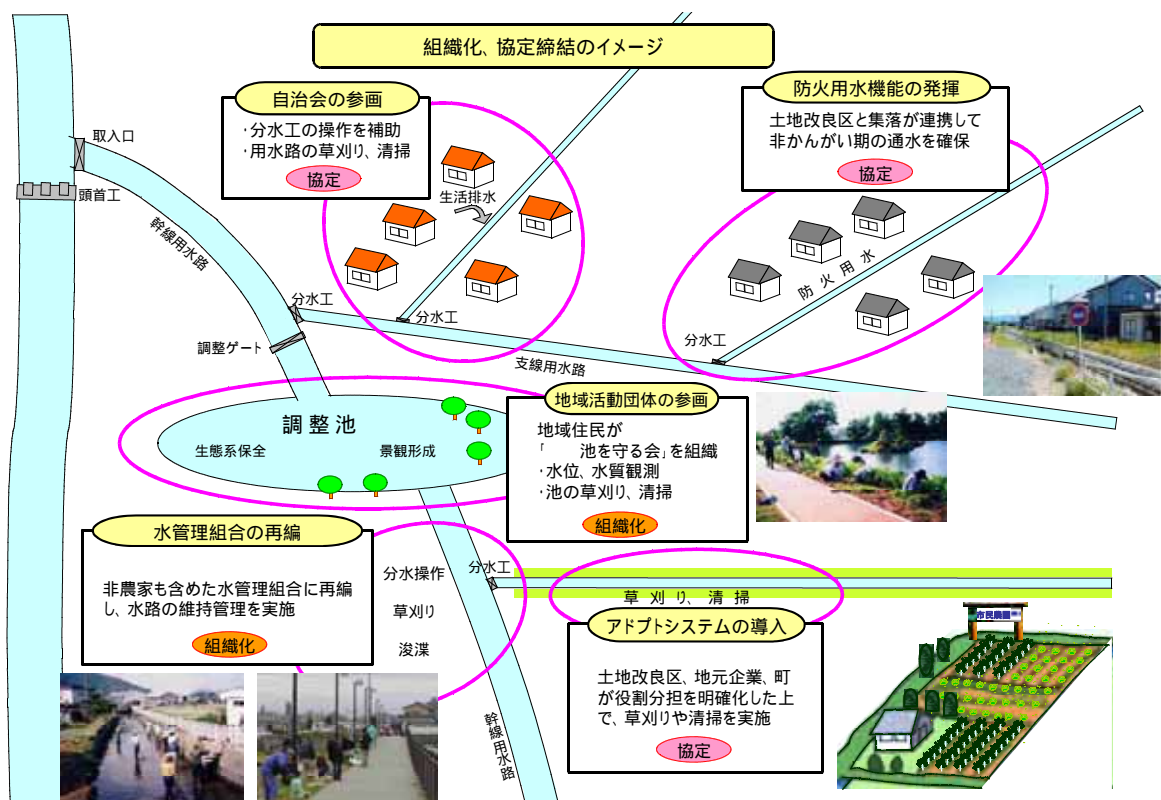 組織化、協定締結のイメージ
自治会の参画
・分水工の操作を補助
・用水路の草刈り、清掃
協定
防火用水機能の発揮
土地改良区と集落が連携して
非かんがい期の通水を確保
協定
取入口
頭首工
幹線用水路
生活排水
分水工
分水工
調整ゲート
支線用水路
防火用水
分水工
調整池
生態系保全
景観形成
地域活動団体の参画
地域住民が
「　　池を守る会」を組織
・水位、水質観測
・池の草刈り、清掃
組織化
水管理組合の再編
非農家も含めた水管理組合に再編
し、水路の維持管理を実施
組織化
分水操作
草刈り
浚渫
分水工
幹線用水路
草刈り、清掃
アドプトシステムの導入
土地改良区、地元企業、町
が役割分担を明確化した上
で、草刈りや清掃を実施
協定
市民農園